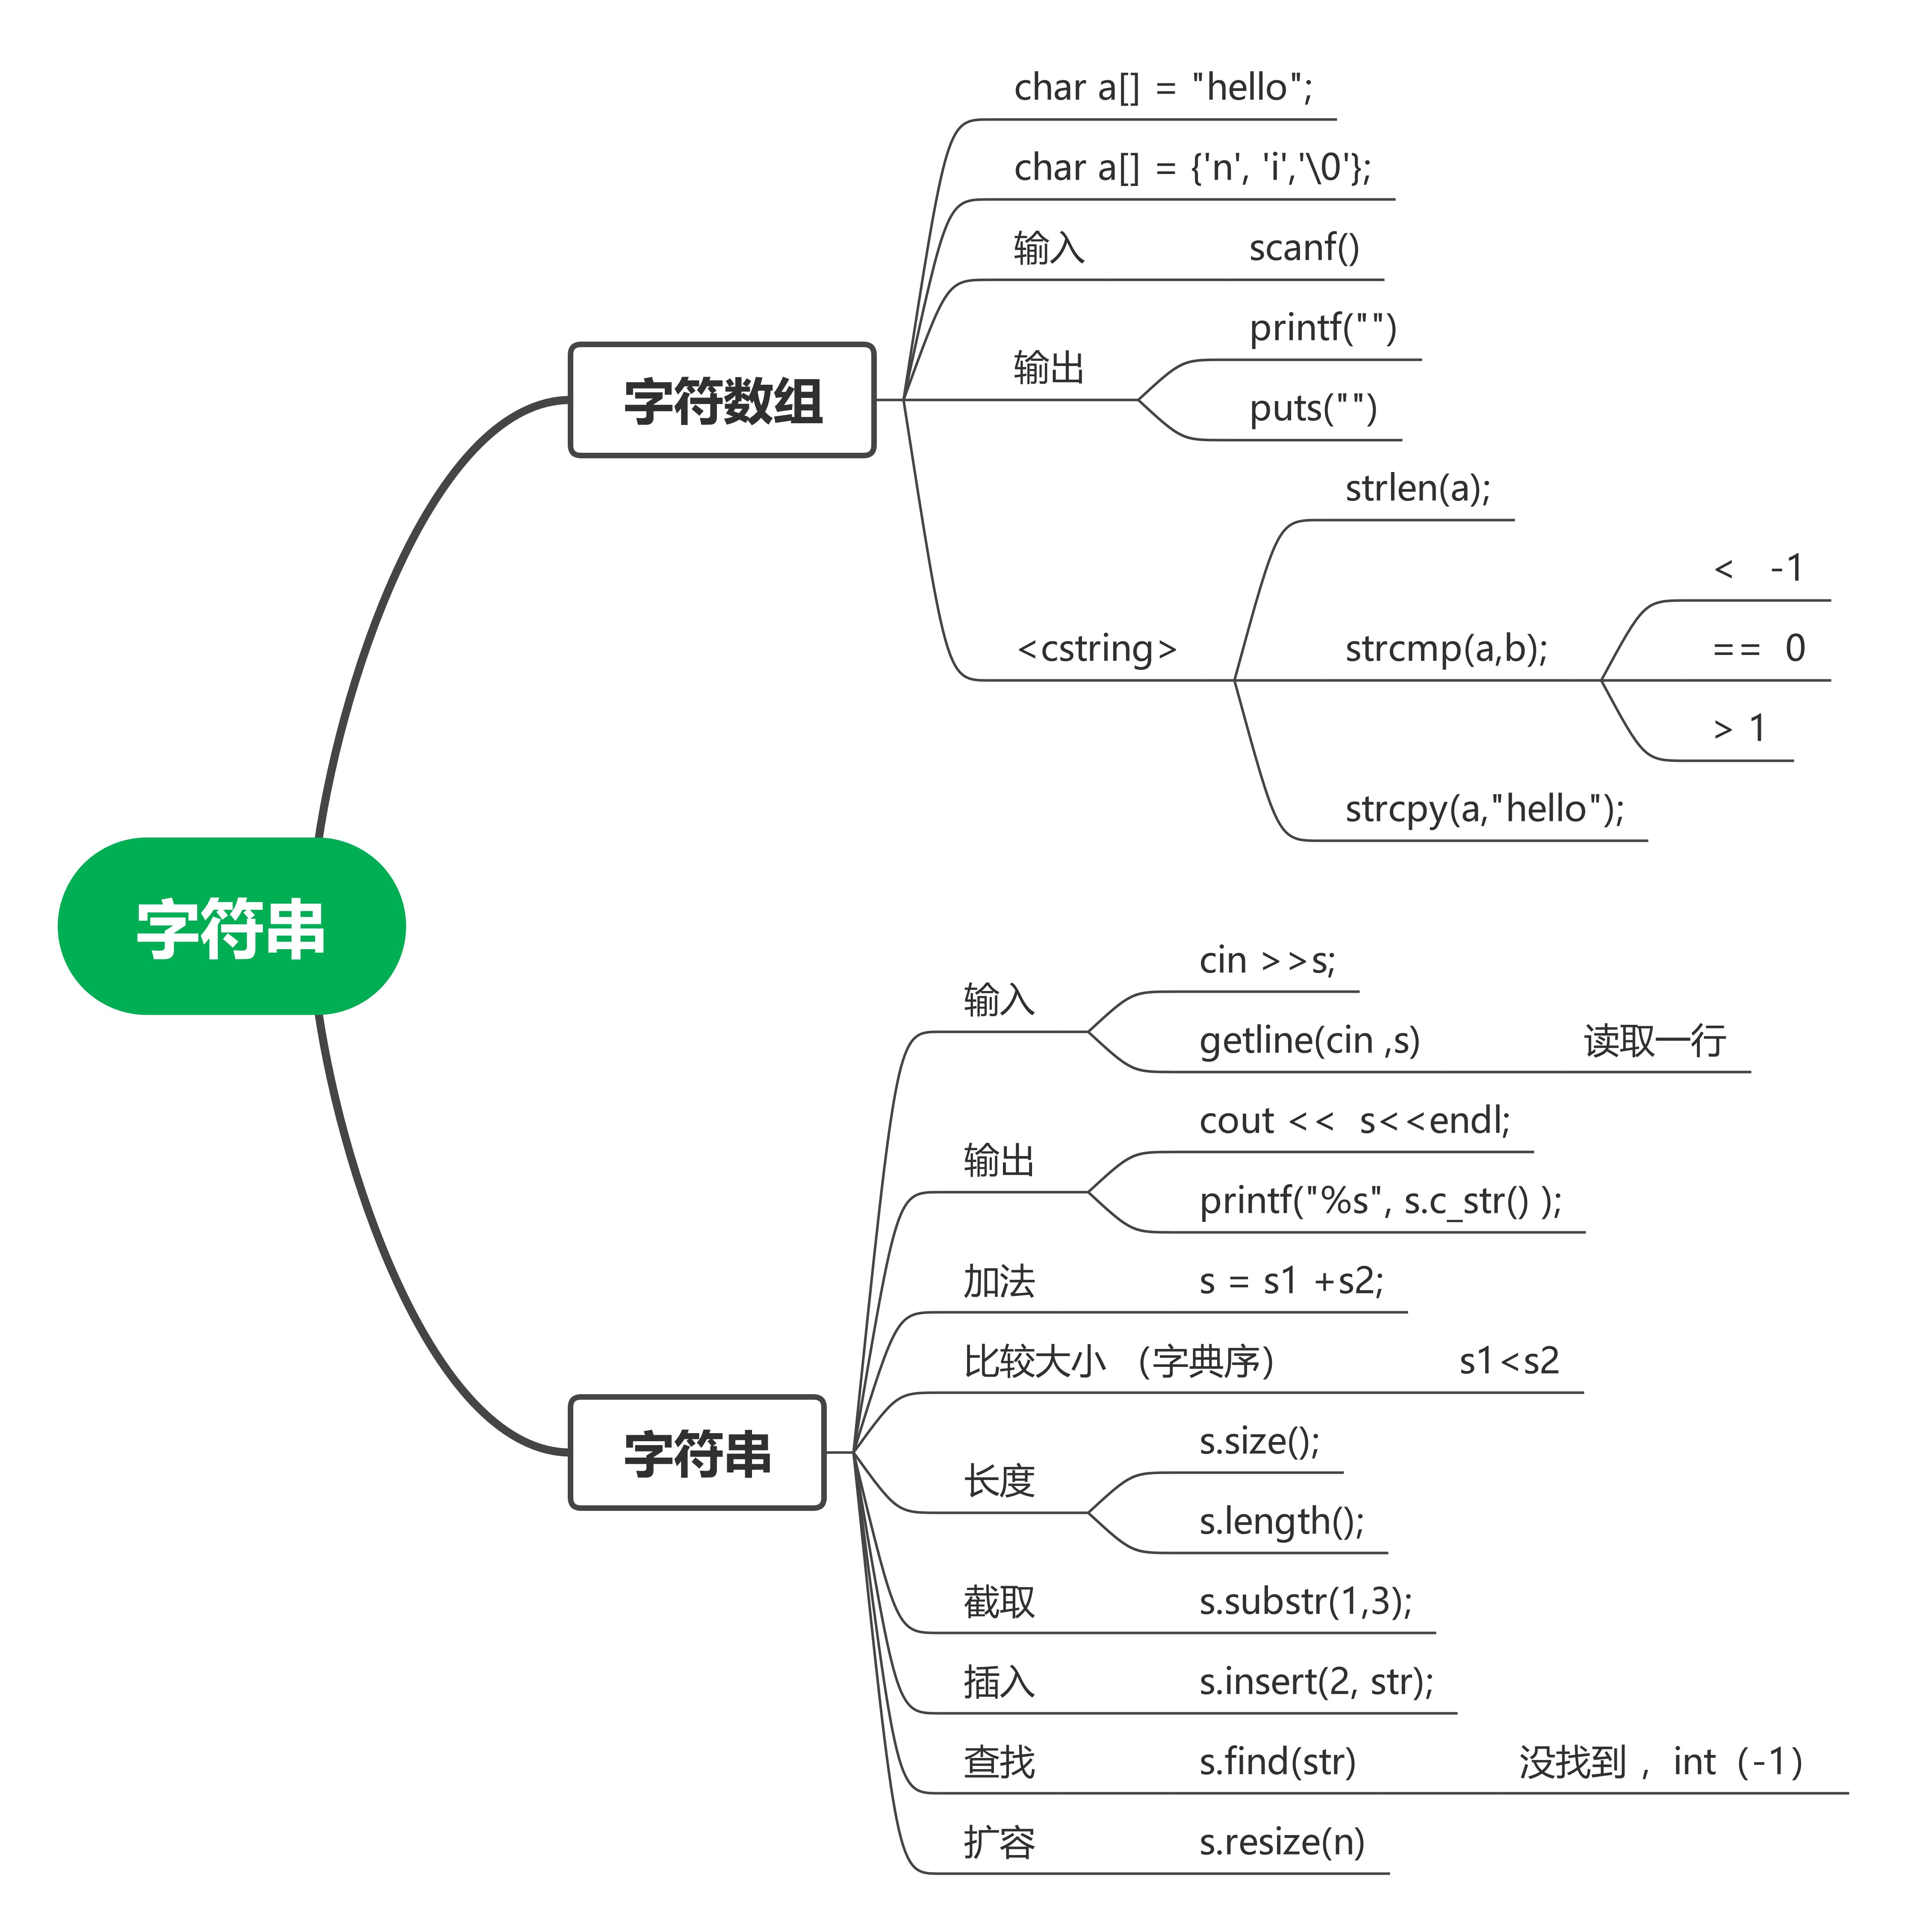 字符串
字符数组
char a[] = "hello";
char a[] = {'n', 'i','\0'};
输入 scanf()
输出
printf("")
puts("")
<cstring>
strlen(a);
strcmp(a,b);
< -1
== 0
> 1
strcpy(a,"hello");
字符串
输入
cin >>s;
getline(cin ,s) 读取一行
输出
cout << s<<endl;
printf("%s", s.c_str() );
加法 s = s1 +s2;
比较大小 （字典序） s1<s2
长度
s.size();
s.length();
截取 s.substr(1,3);
插入 s.insert(2, str);
查找 s.find(str) 没找到 ，int（-1）
扩容 s.resize(n)